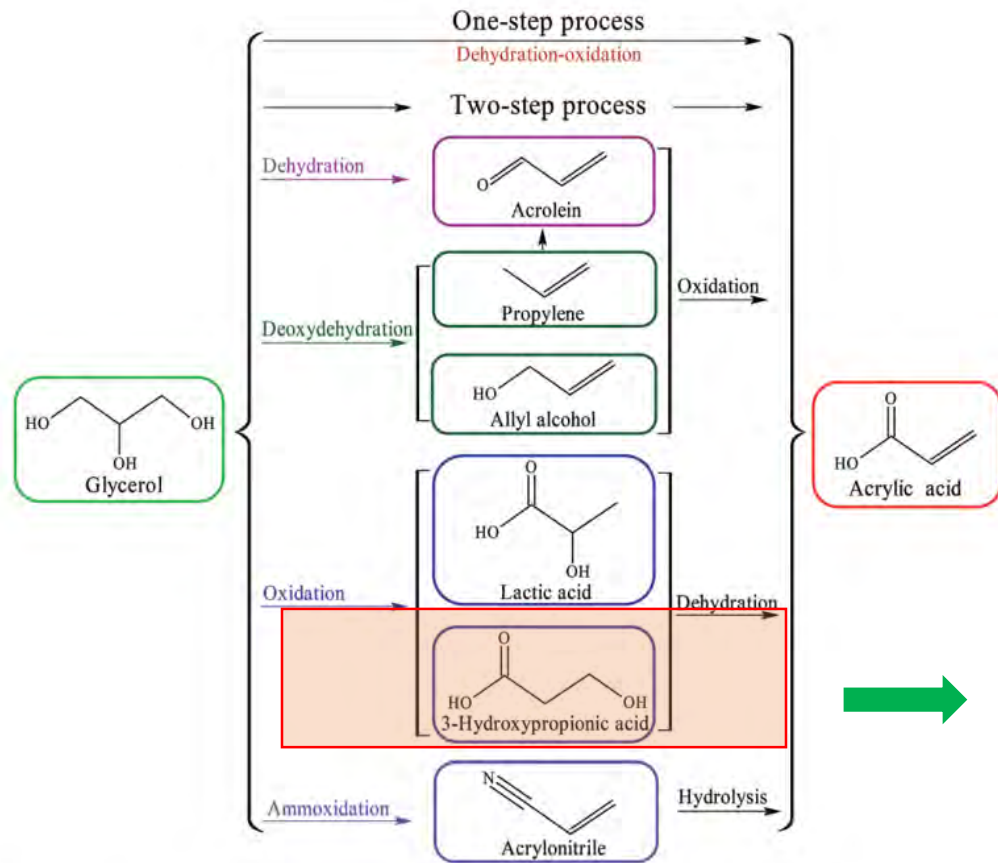 One-step process
Dehydration-oxidation
Two-step process
Dehydration
O
Acrolein
Propylene
Oxidation
Deoxydehydration
HO
Allyl alcohol
HO
OH
OH
Glycerol
O
HO
Acrylic acid
O
HO
OH
Lactic acid
Oxidation
Dehydration
O
HO
OH
3-Hydroxypropionic acid
N
Hydrolysis
Ammoxidation
Acrylonitrile